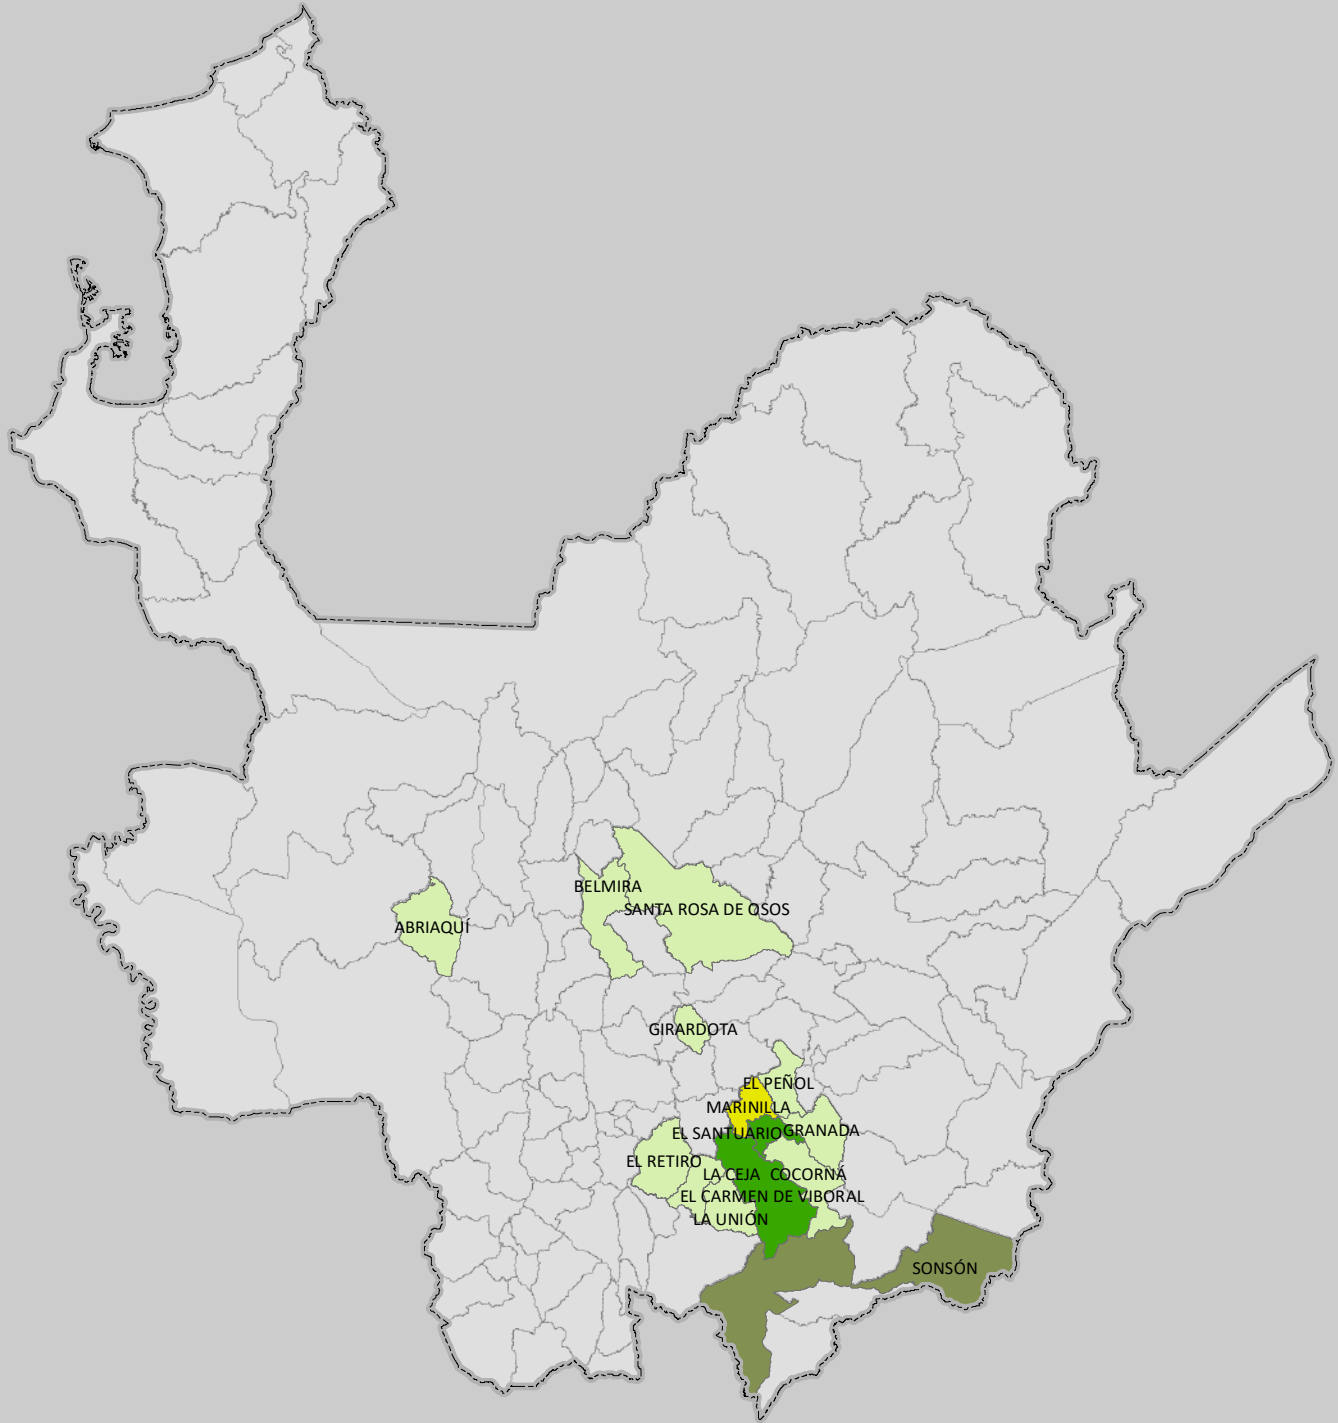 BELMIRA
SANTA ROSA DE OSOS
ABRIAQUÍ
GIRARDOTA
EL PEÑOL
MARINILLA
EL SANTUARIO
GRANADA
EL RETIRO
LA CEJA
COCORNÁ
EL CARMEN DE VIBORAL
LA UNIÓN
SONSÓN